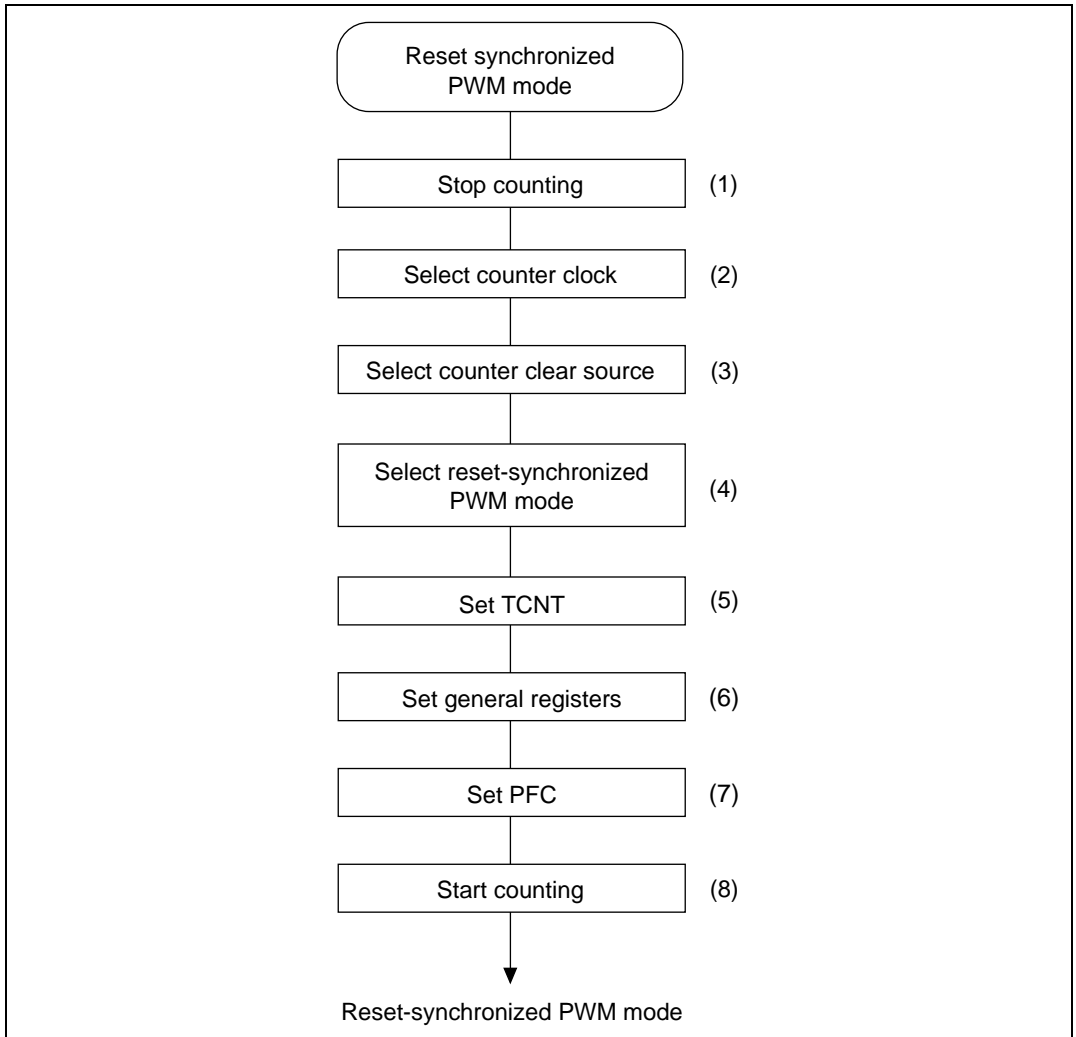 Reset synchronized
PWM mode
Stop counting (1)
Select counter clock (2)
Select counter clear source (3)
Select reset-synchronized
PWM mode (4)
Set TCNT (5)
Set general registers (6)
Set PFC (7)
Start counting (8)
Reset-synchronized PWM mode